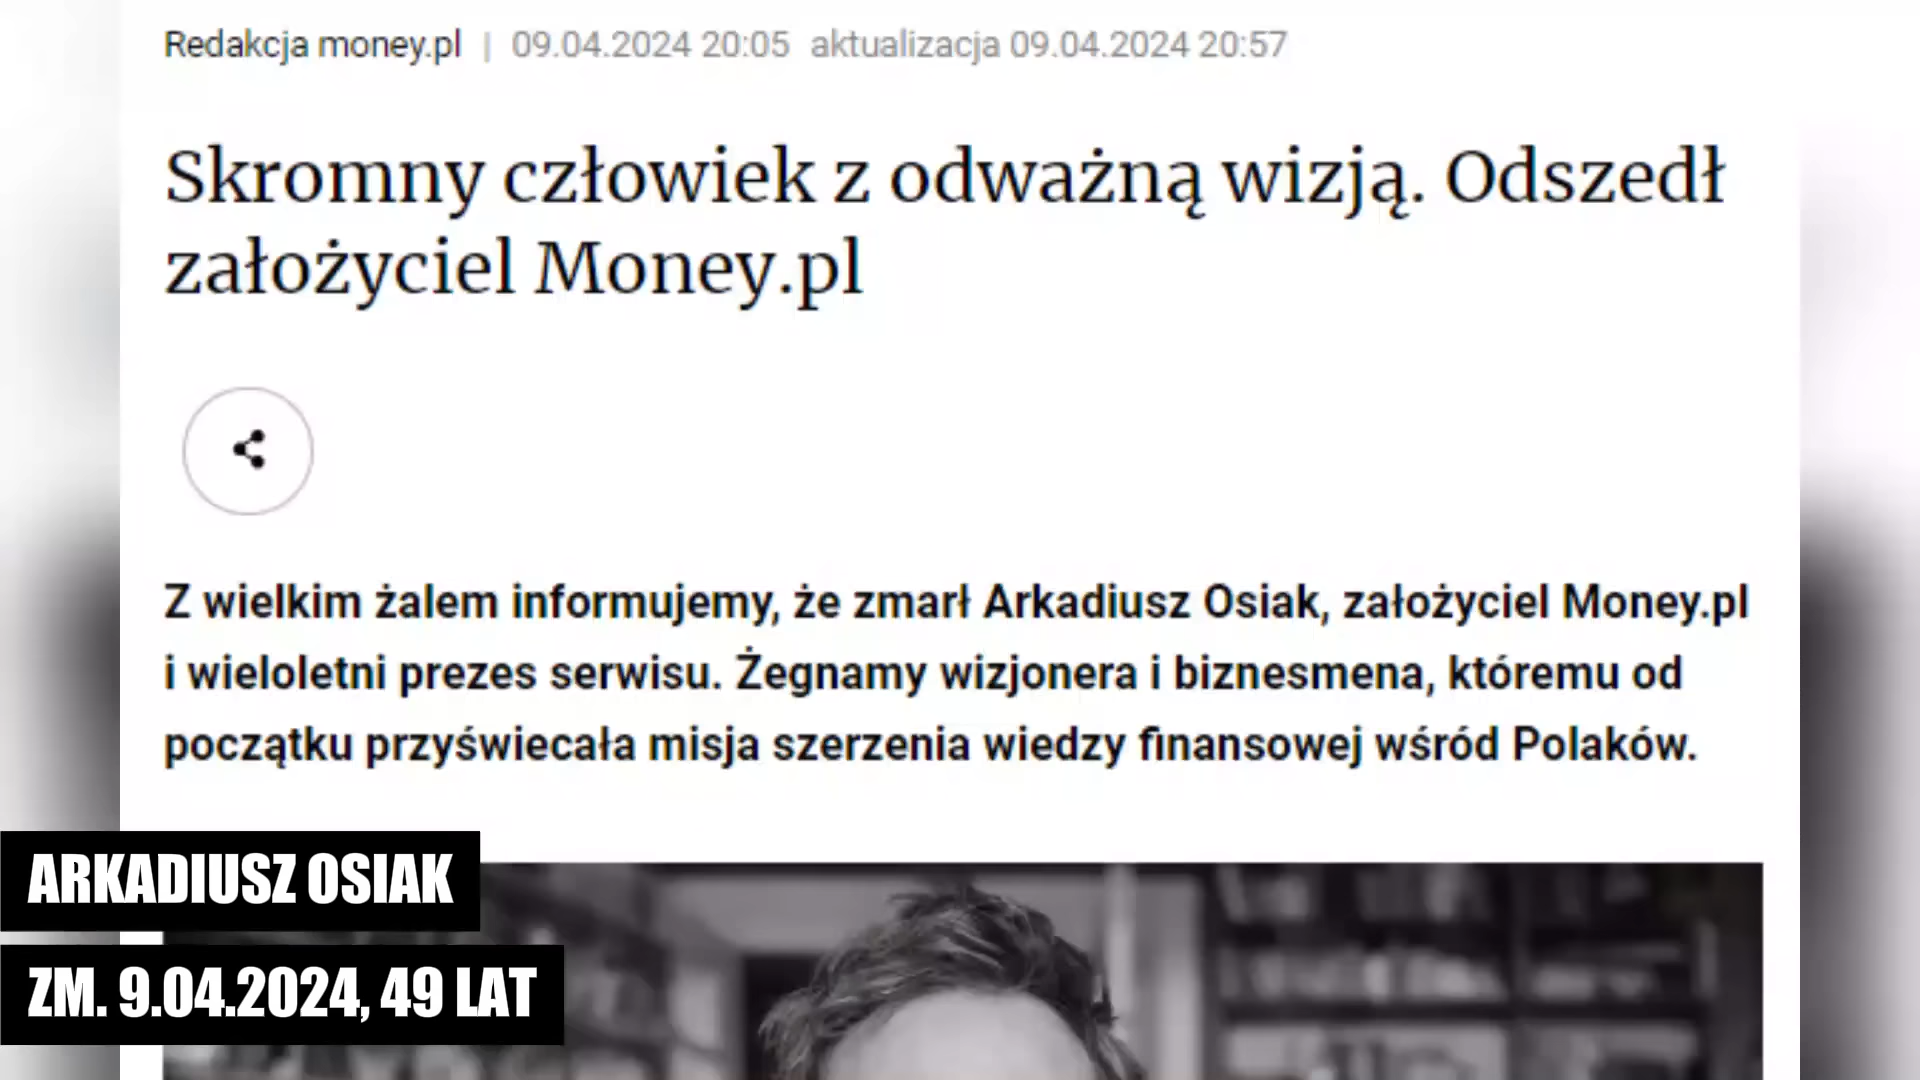 Redakcja money.pl | 09.04.2024 20:05 aktualizacja 09.04.2024 20:57
Skromny człowiek z odważną wizją. Odszedł
założyciel Money.pl
Z wielkim żalem informujemy, że zmarł Arkadiusz Osiak, założyciel Money.pl
i wieloletni prezes serwisu. Żegnamy wizjonera i biznesmena, któremu od
początku przyświecała misja szerzenia wiedzy finansowej wśród Polaków.
ARKADIUSZ OSIAK
ZM. 9.04.2024, 49 LAT